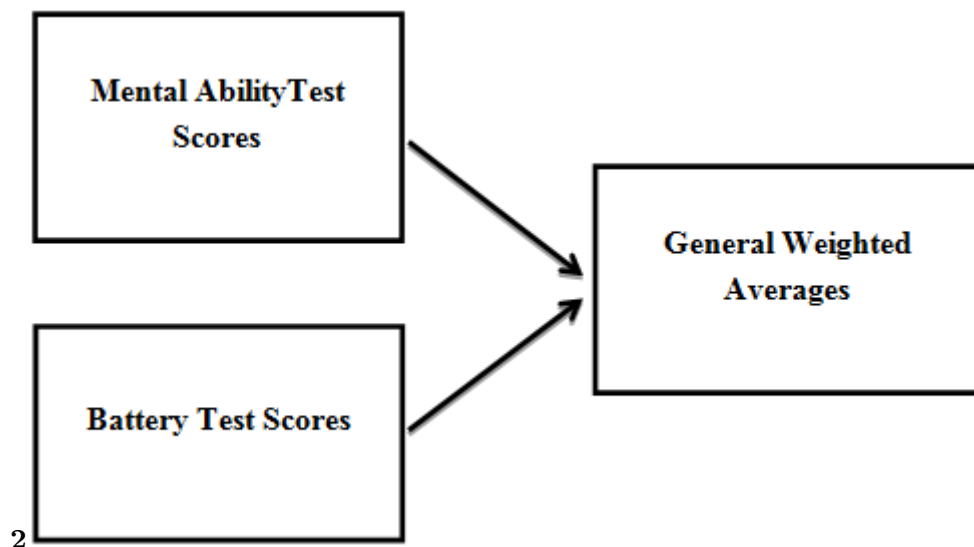 Mental AbilityTest
Scores
General Weighted
Averages
Battery Test Scores
2